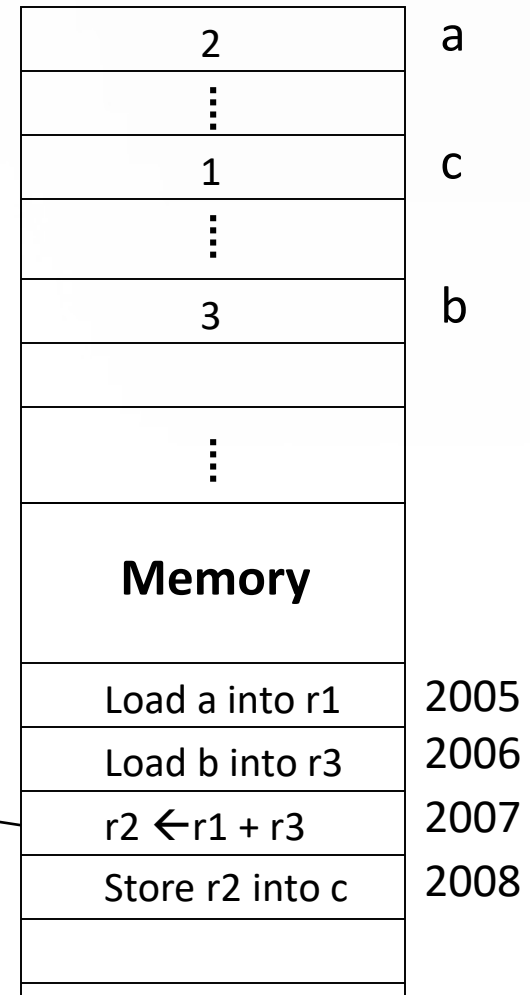 2 a
⁞
1 c
⁞
3 b
⁞
Memory
Load a into r1 2005
Load b into r3 2006
r2 ←r1 + r3 2007
Store r2 into c 2008